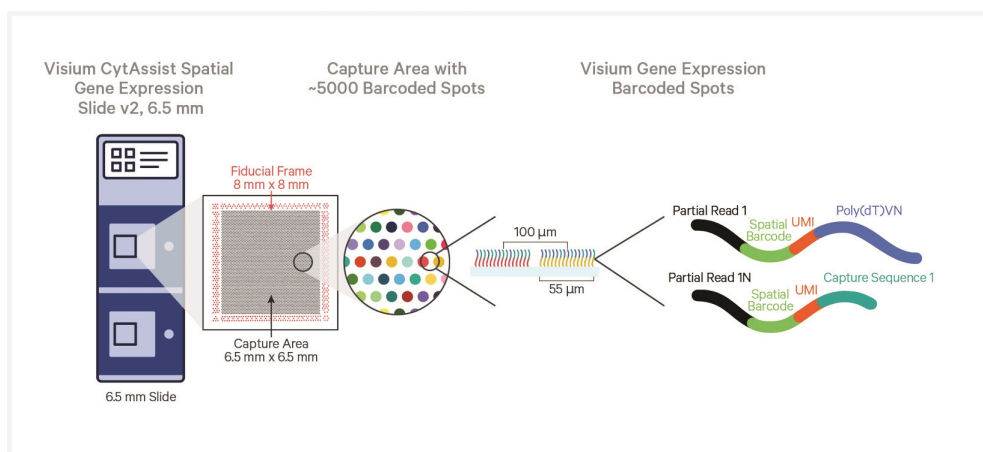 Visium CytAssist Spatial
Gene Expression
Slide v2, 6.5 mm
Capture Area with
~5000 Barcoded Spots
Visium Gene Expression
Barcoded Spots
Fiducial Frame
8 mm x 8 mm
Capture Area
6.5 mm x 6.5 mm
6.5 mm Slide
100 µm
55 µm
Partial Read 1
Spatial
Barcode
UMI
Poly(dT)VN
Partial Read 1N
Spatial
Barcode
UMI
Capture Sequence 1